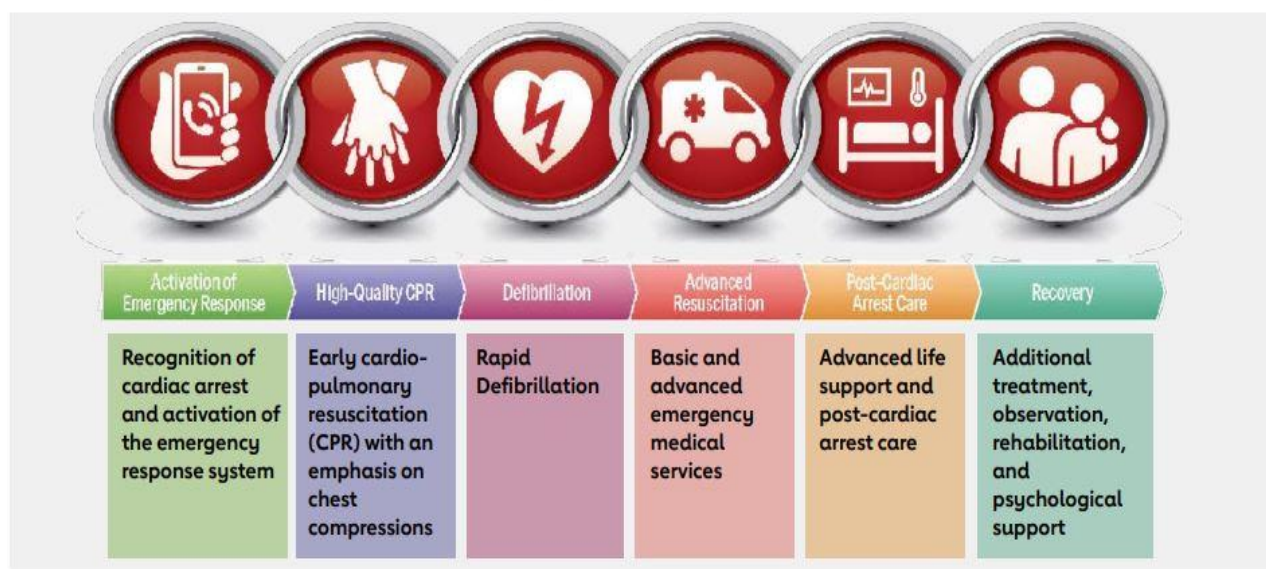 Activation of
Emergency Response
High-Quality CPR
Defibrillation
Advanced
Resuscitation
Post-Cardiac
Arrest Care
Recovery
Recognition of
cardiac arrest
and activation of
the emergency
response system
Early cardio-
pulmonary
resuscitation
(CPR) with an
emphasis on
chest
compressions
Rapid
Defibrillation
Basic and
advanced
emergency
medical
services
Advanced life
support and
post-cardiac
arrest care
Additional
treatment,
observation,
rehabilitation,
and
psychological
support